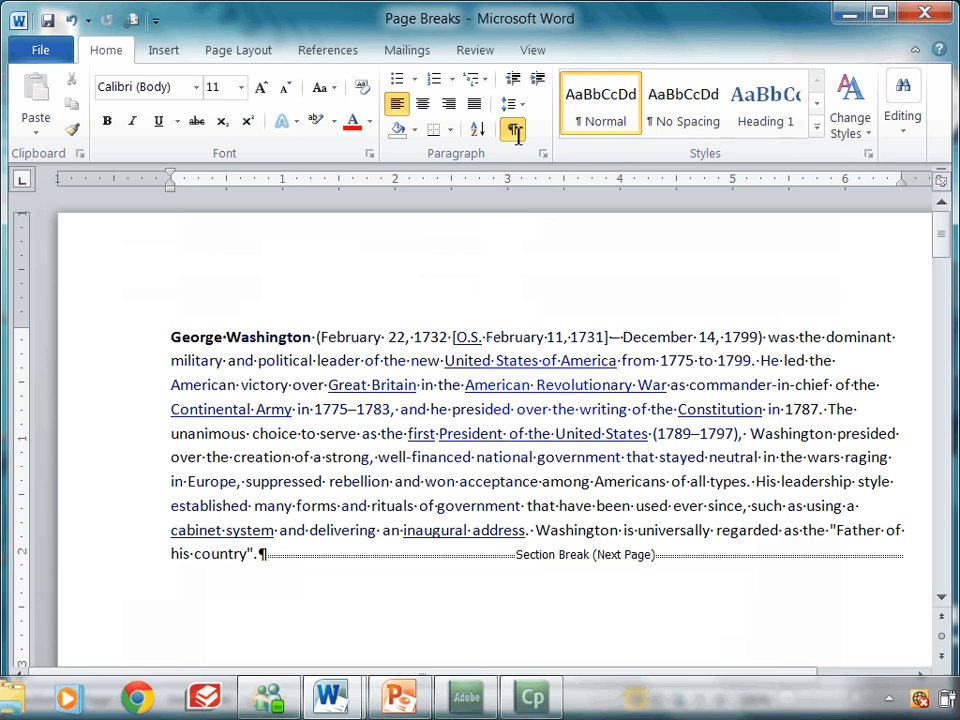 Page Breaks - Microsoft Word
File Home Insert Page Layout References Mailings Review View
Calibri (Body) 11
AaBbCcDd AaBbCcDd AaBbCc
¶ Normal ¶ No Spacing Heading 1
Paste Change Styles Editing
Clipboard Font Paragraph Styles
1 2 3 4 5 6
George Washington (February 22, 1732 [O.S. February 11, 1731] – December 14, 1799) was the dominant
military and political leader of the new United States of America from 1775 to 1799. He led the
American victory over Great Britain in the American Revolutionary War as commander-in-chief of the
Continental Army in 1775–1783, and he presided over the writing of the Constitution in 1787. The
unanimous choice to serve as the first President of the United States (1789–1797), Washington presided
over the creation of a strong, well-financed national government that stayed neutral in the wars raging
in Europe, suppressed rebellion and won acceptance among Americans of all types. His leadership style
established many forms and rituals of government that have been used ever since, such as using a
cabinet system and delivering an inaugural address. Washington is universally regarded as the "Father of
his country".¶ Section Break (Next Page)
Adobe Cp